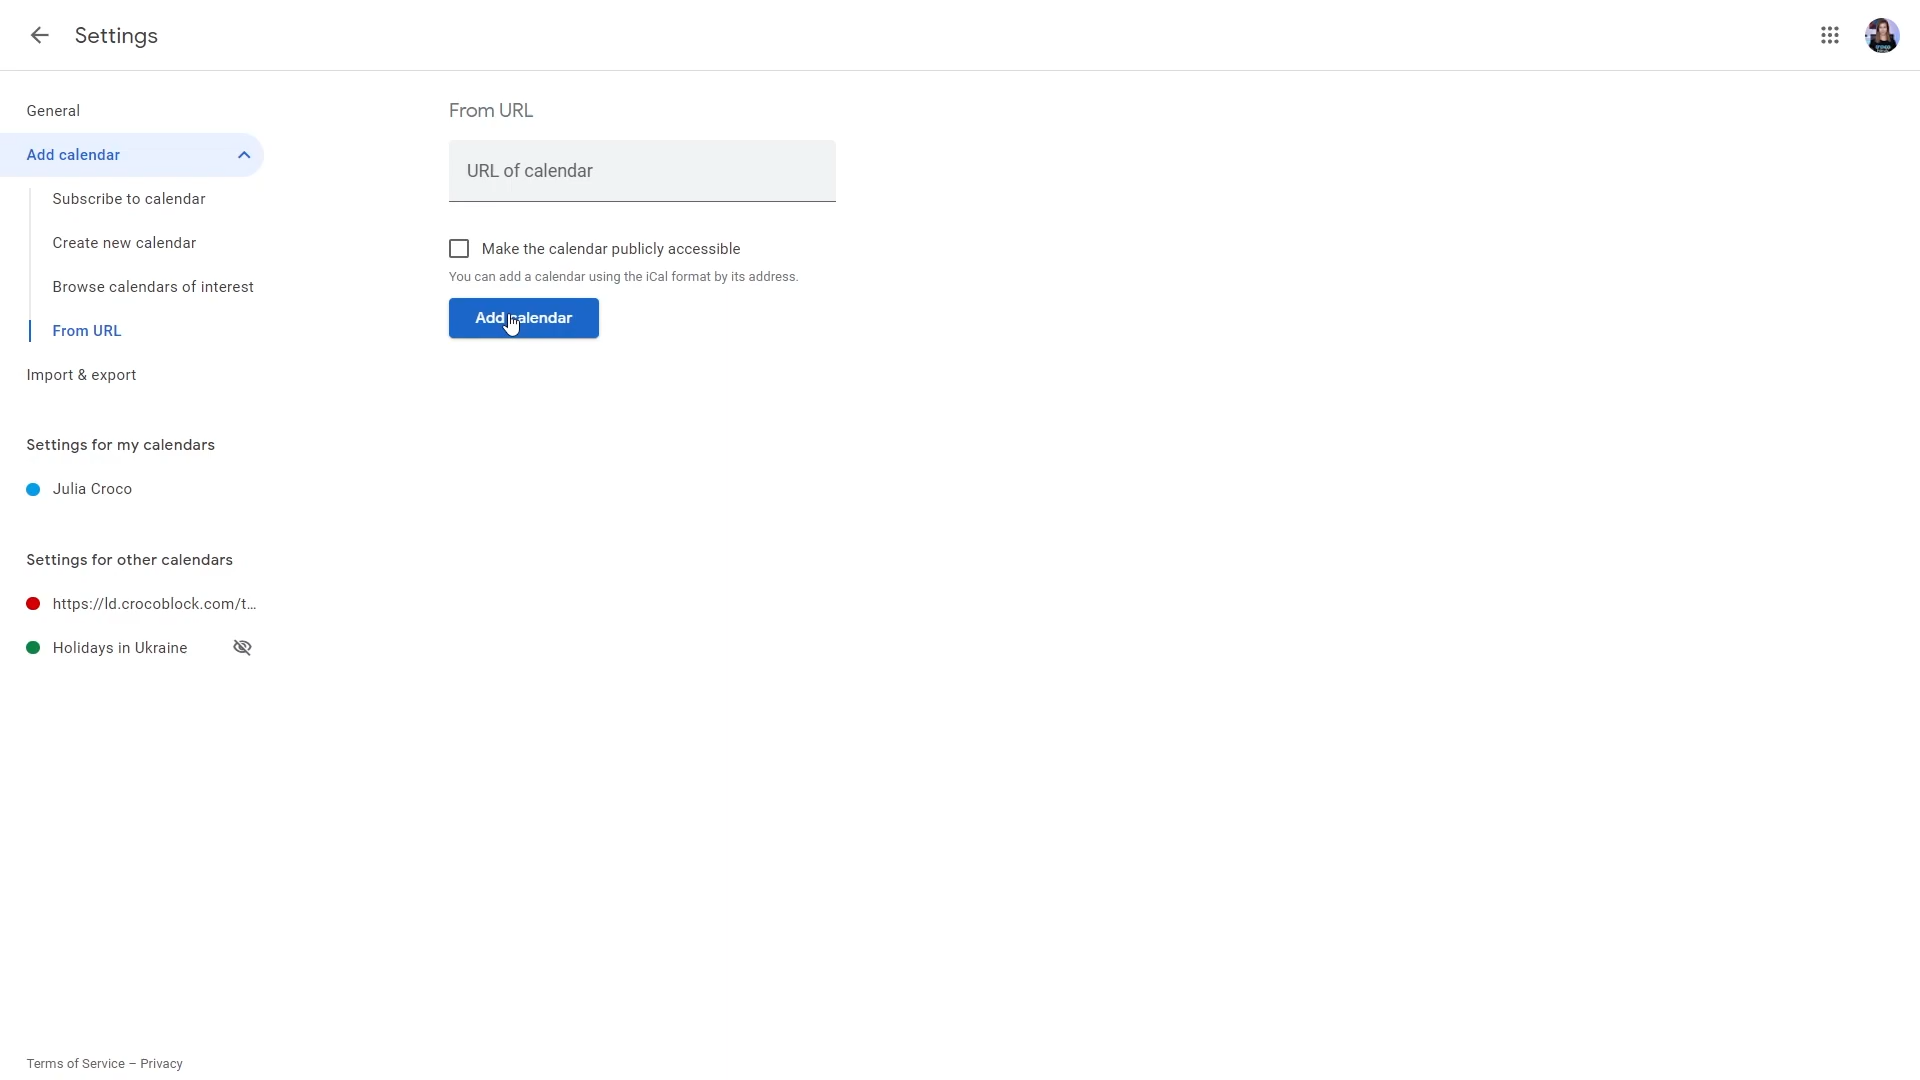 Settings
General
Add calendar
Subscribe to calendar
Create new calendar
Browse calendars of interest
From URL
Import & export
Settings for my calendars
Julia Croco
Settings for other calendars
https://ld.crocoblock.com/t...
Holidays in Ukraine
From URL
URL of calendar
Make the calendar publicly accessible
You can add a calendar using the iCal format by its address.
Add calendar
Terms of Service – Privacy